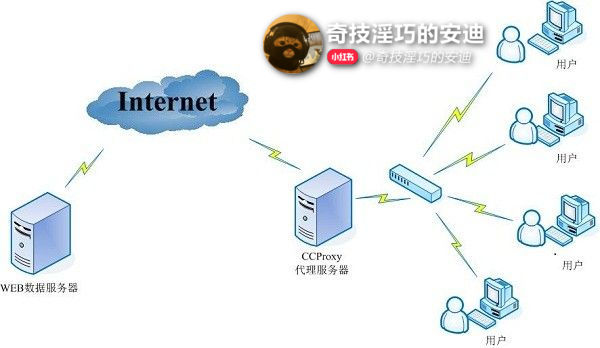 奇技淫巧的安迪
小红书 @奇技淫巧的安迪
用户
Internet
用户
用户
CCProxy
代理服务器
WEB数据服务器
用户